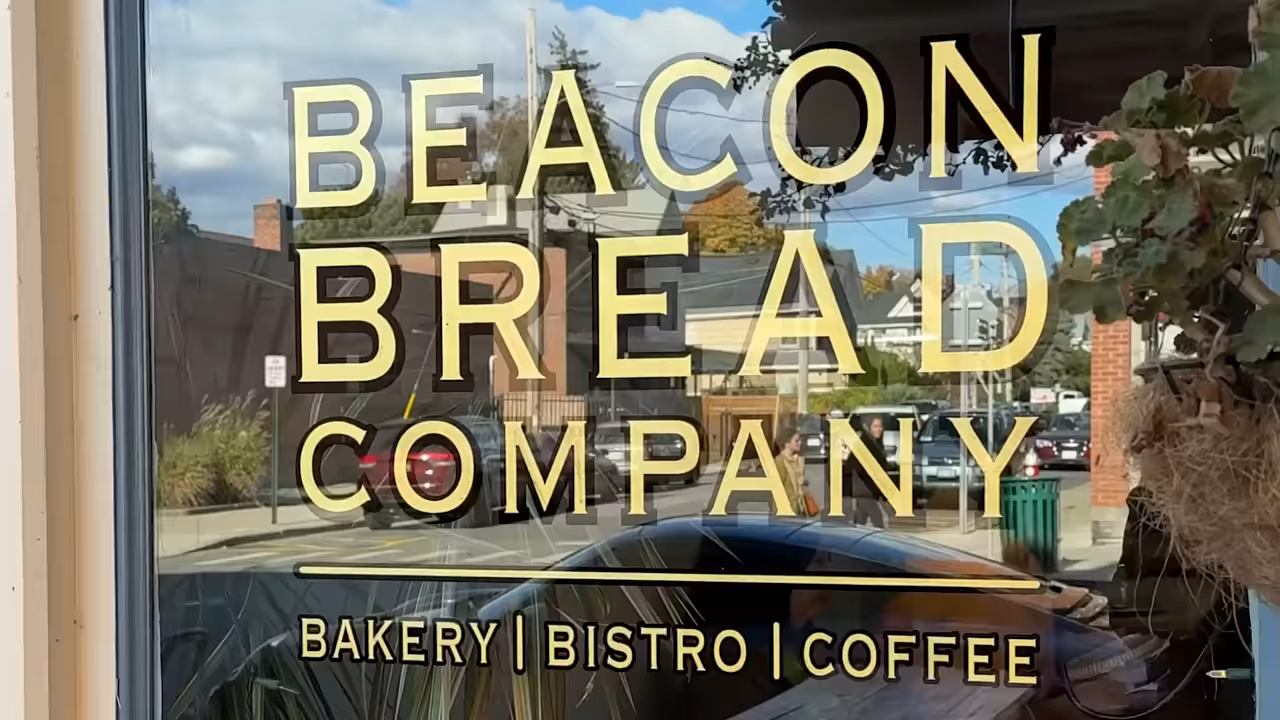 BEACON
BREAD
COMPANY
BAKERY | BISTRO | COFFEE